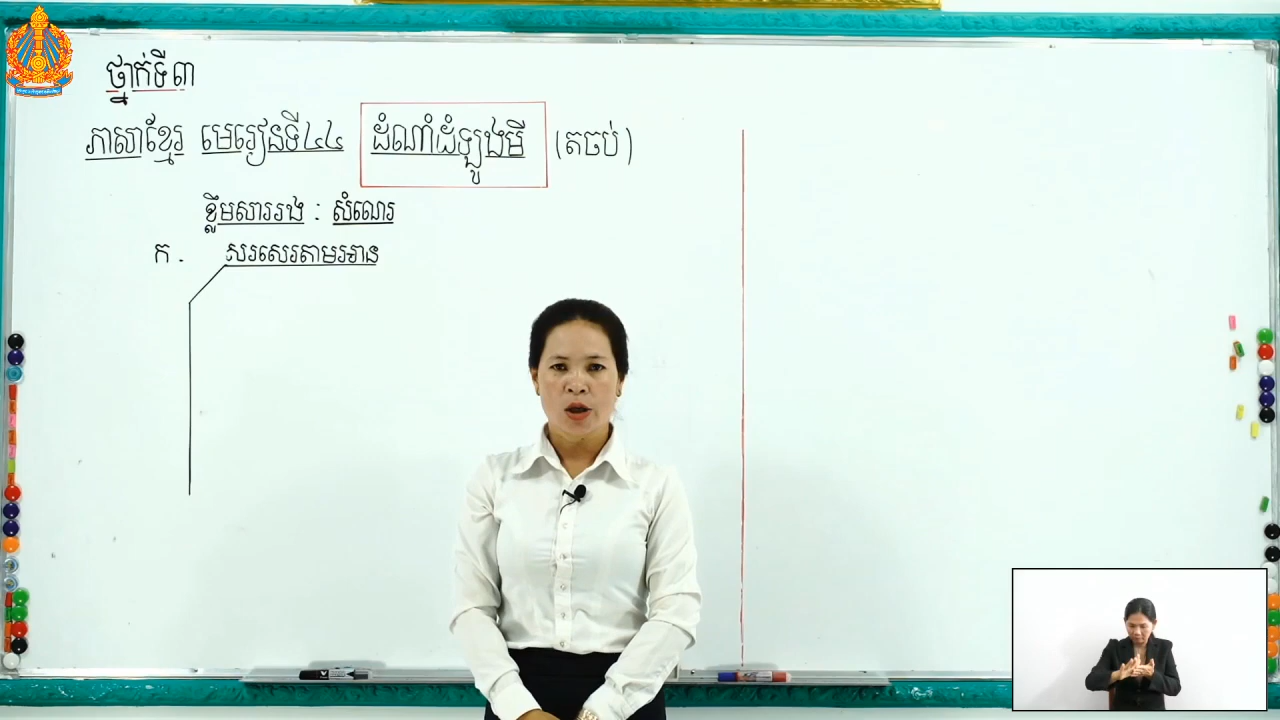 ថ្នាក់ទី៣
ភាសាខ្មែរ មេរៀនទី៤៤ ដំណាំដំឡូងមី (តចប់)
ខ្លឹមសាររង : សំណេរ
ក. សរសេរតាមអាន